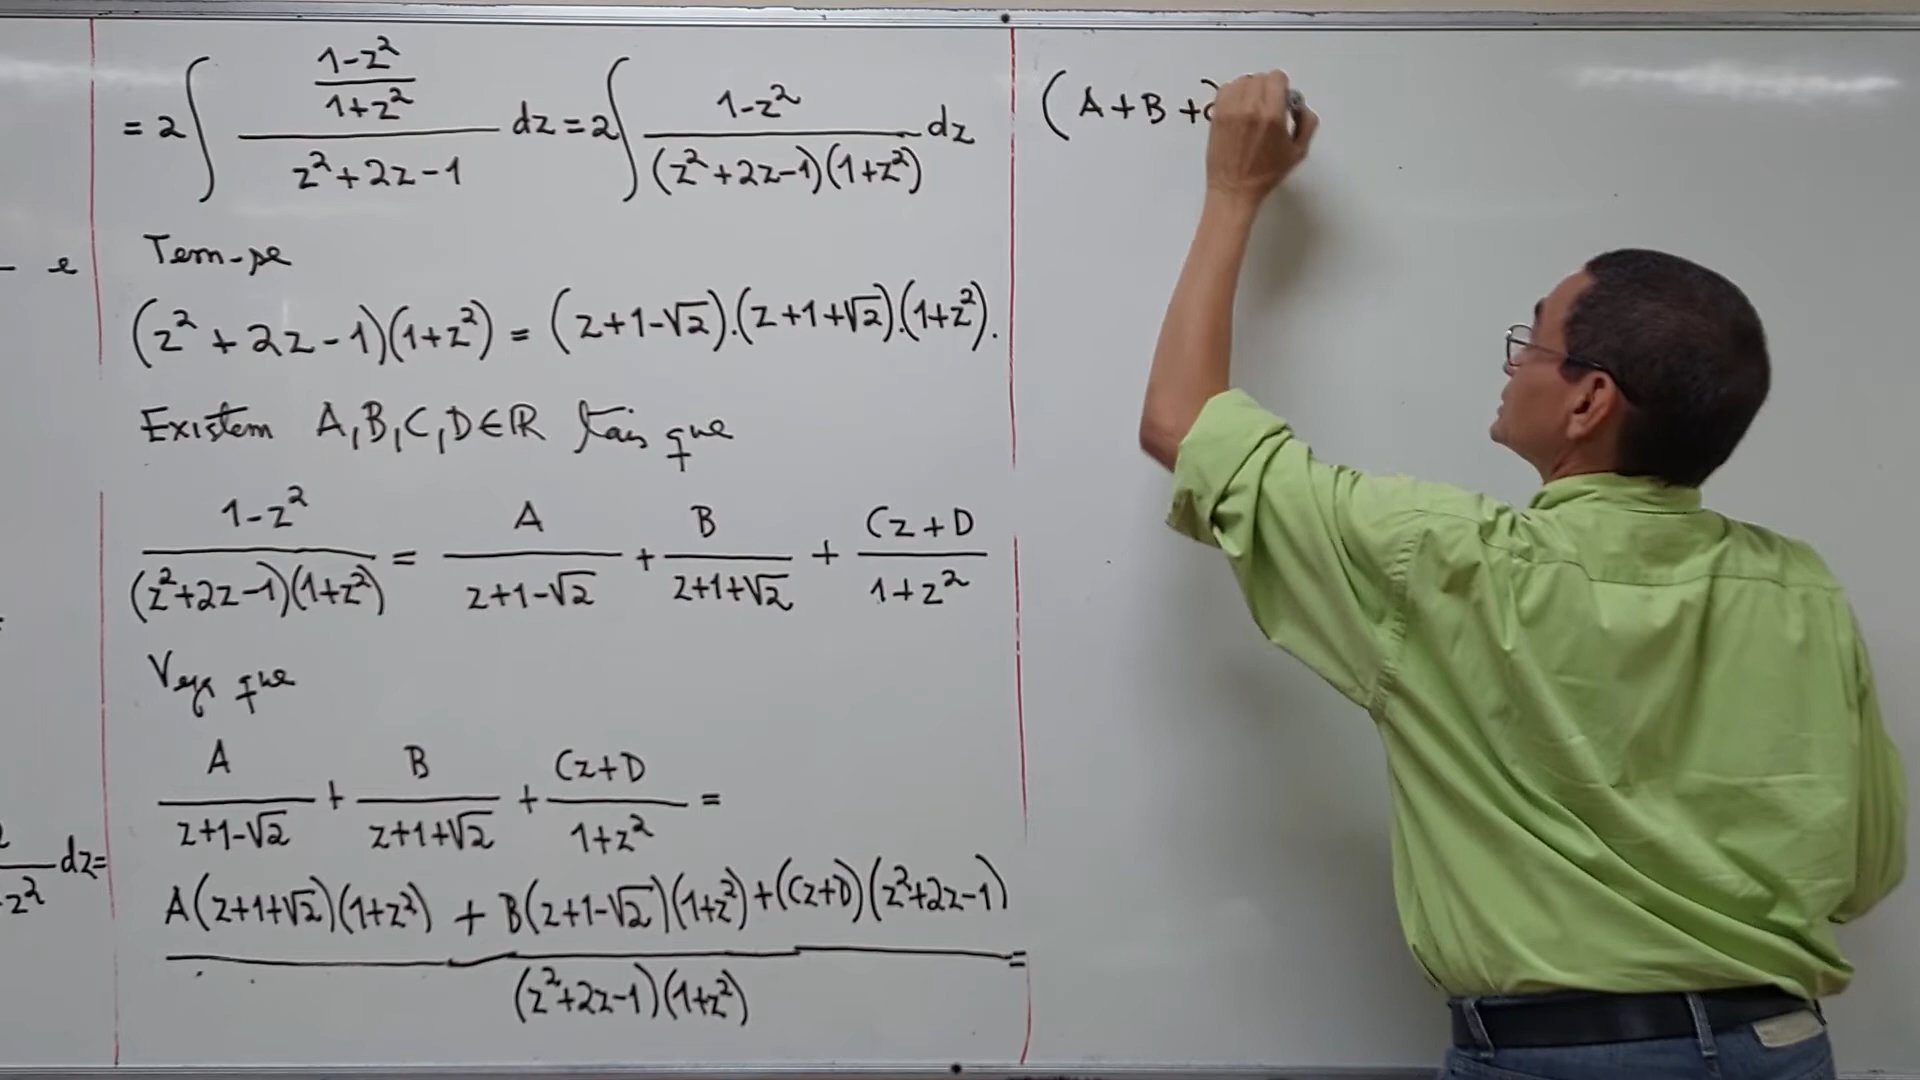 = 2∫ ((1-z²)/(1+z²))/(z²+2z-1) dz = 2∫ (1-z²)/((z²+2z-1)(1+z²)) dz
e
Tem-se
(z²+2z-1)(1+z²) = (z+1-√2).(z+1+√2).(1+z²).
Existem A,B,C,D∈ℝ tais que
(1-z²)/((z²+2z-1)(1+z²)) = A/(z+1-√2) + B/(z+1+√2) + (Cz+D)/(1+z²)
Veja que
A/(z+1-√2) + B/(z+1+√2) + (Cz+D)/(1+z²) =
dz=
z²
(A(z+1+√2)(1+z²) + B(z+1-√2)(1+z²) + (Cz+D)(z²+2z-1))/((z²+2z-1)(1+z²)) =
(A+B+